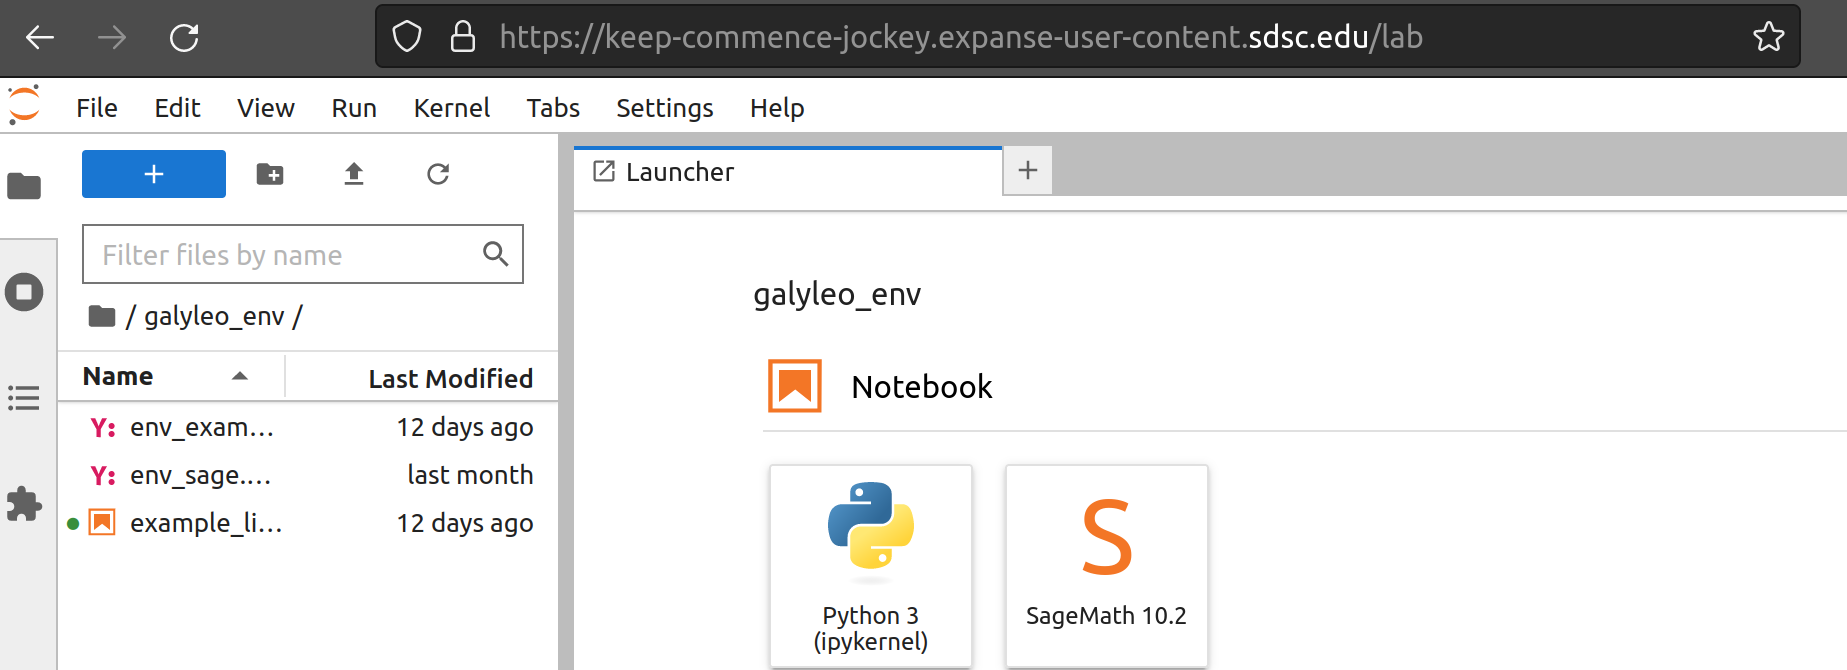 https://keep-commence-jockey.expanse-user-content.sdsc.edu/lab
File Edit View Run Kernel Tabs Settings Help
+
Launcher
+
Filter files by name
/ galyleo_env /
Name Last Modified
Y: env_exam… 12 days ago
Y: env_sage.… last month
example_li… 12 days ago
galyleo_env
Notebook
Python 3
(ipykernel)
S
SageMath 10.2